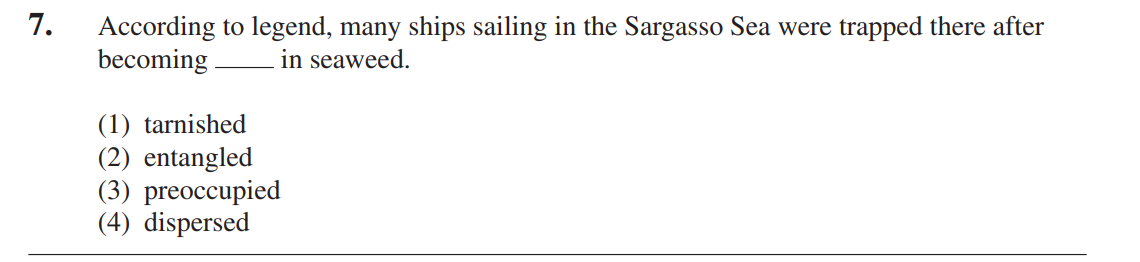 7. According to legend, many ships sailing in the Sargasso Sea were trapped there after
becoming ____ in seaweed.
(1) tarnished
(2) entangled
(3) preoccupied
(4) dispersed